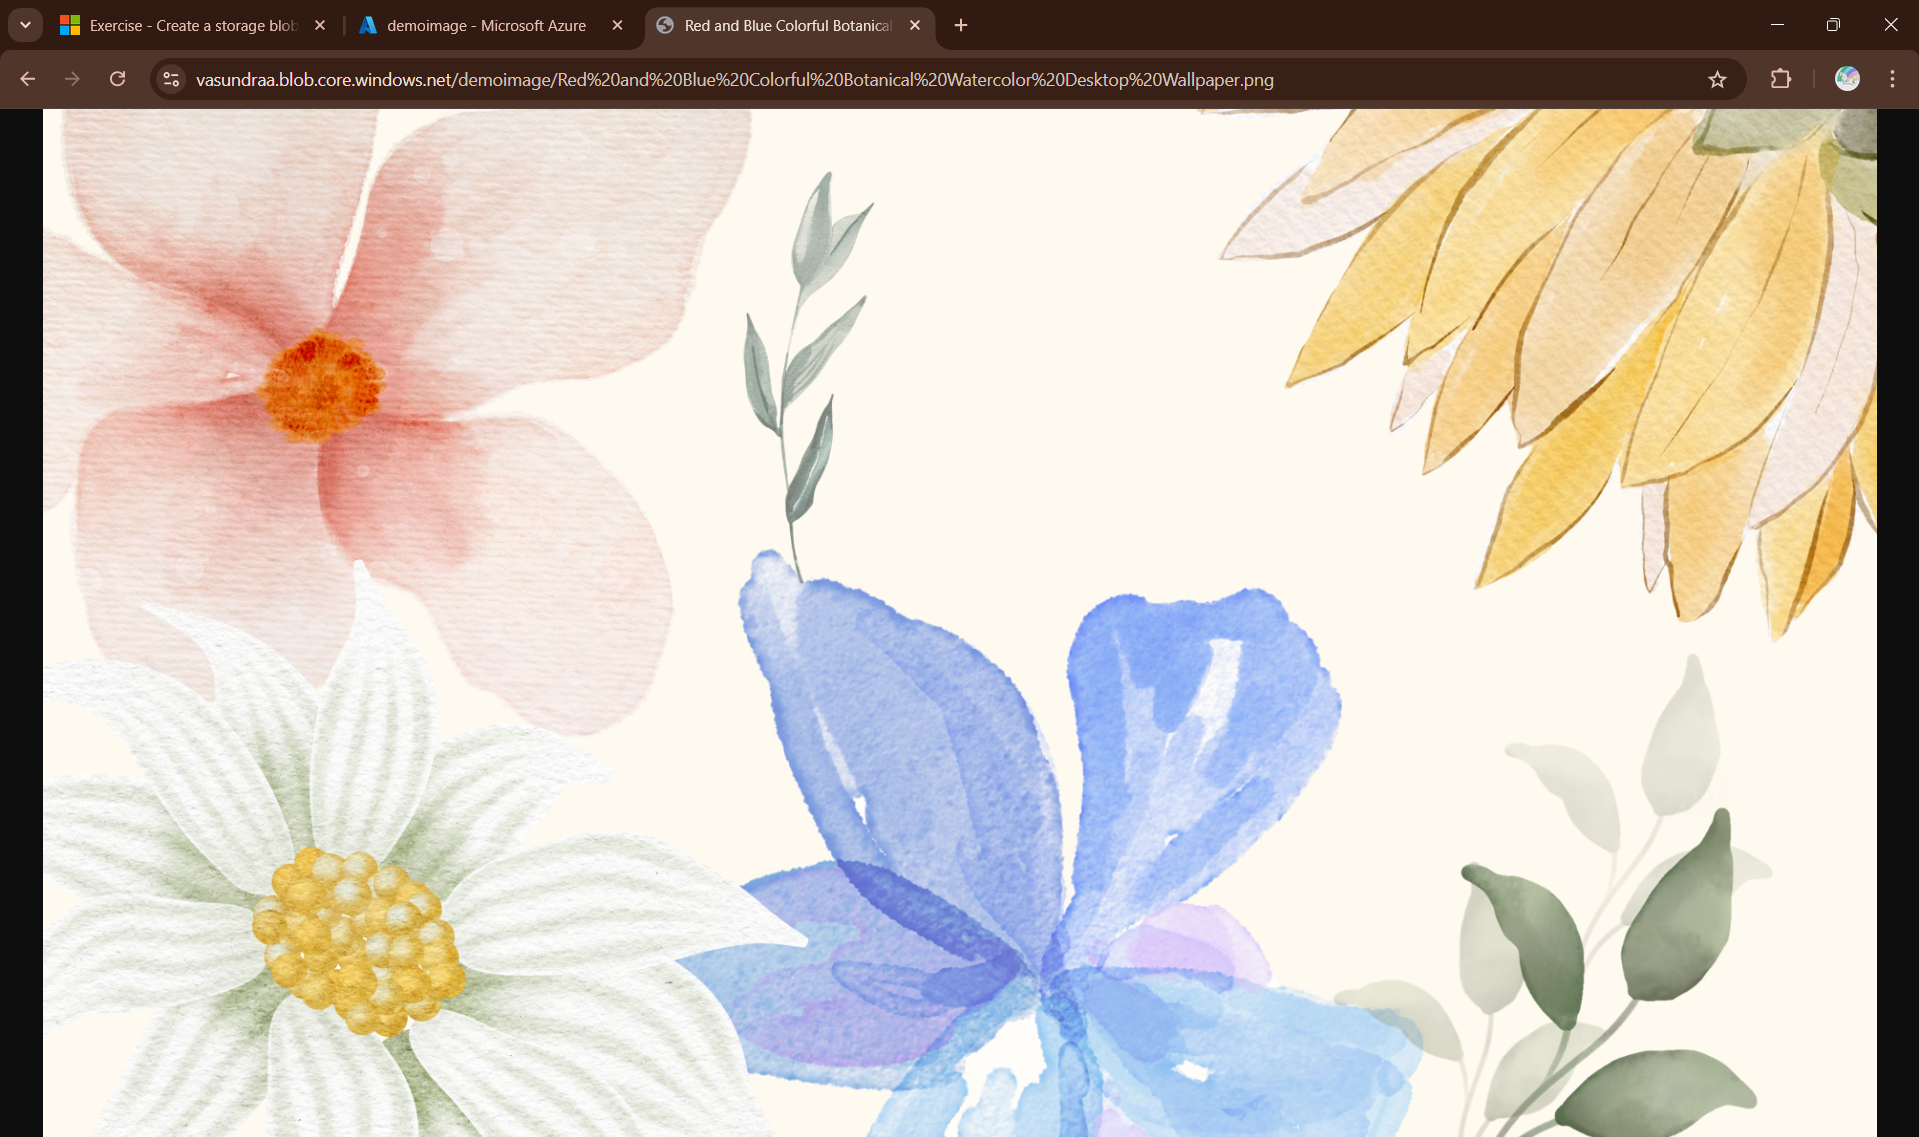 Exercise - Create a storage blob
demoimage - Microsoft Azure
Red and Blue Colorful Botanical
vasundraa.blob.core.windows.net/demoimage/Red%20and%20Blue%20Colorful%20Botanical%20Watercolor%20Desktop%20Wallpaper.png